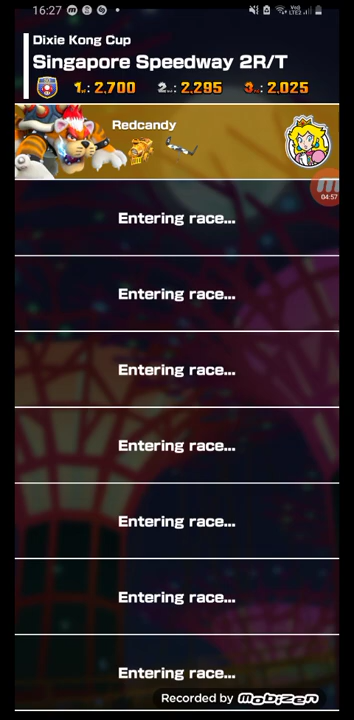 16:27
Dixie Kong Cup
Singapore Speedway 2R/T
1st: 2,700 2nd: 2,295 3rd: 2,025
Redcandy
04:57
Entering race...
Entering race...
Entering race...
Entering race...
Entering race...
Entering race...
Entering race...
Recorded by mobizen